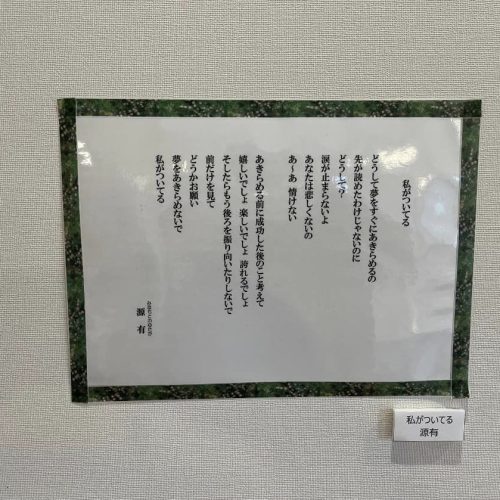 私がついてる
どうして夢をすぐにあきらめるの
先が読めたわけじゃないのに
どうして?
涙が止まらないよ
あなたは悲しくないの
あ～あ 情けない
あきらめる前に成功した後のこと考えて
嬉しいでしょ 楽しいでしょ 誇れるでしょ
そしたらもう後ろを振り向いたりしないで
前だけを見て
どうかお願い
夢をあきらめないで
私がついてる
源 有
私がついてる
源有